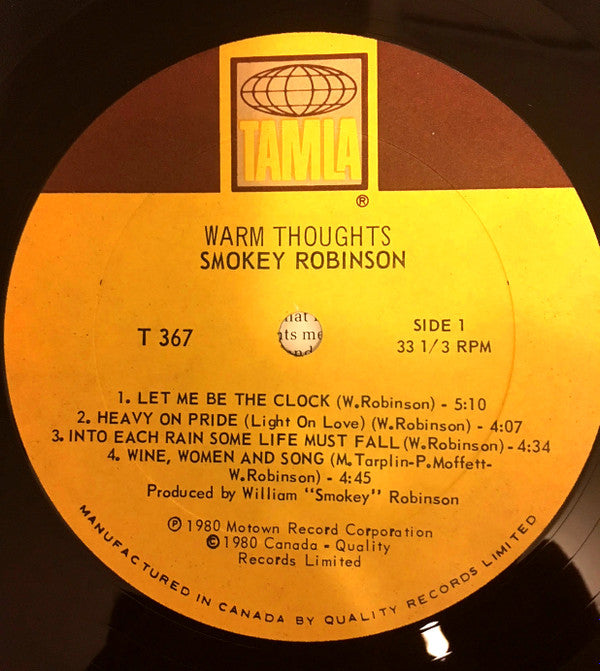 TAMLA
®
WARM THOUGHTS
SMOKEY ROBINSON
T 367
SIDE 1
33 1/3 RPM
1. LET ME BE THE CLOCK (W.Robinson) - 5:10
2. HEAVY ON PRIDE (Light On Love) (W.Robinson) - 4:07
3. INTO EACH RAIN SOME LIFE MUST FALL (W.Robinson) - 4:34
4. WINE, WOMEN AND SONG (M.Tarplin-P.Moffett-
W.Robinson) - 4:45
Produced by William "Smokey" Robinson
℗ 1980 Motown Record Corporation
© 1980 Canada - Quality
Records Limited
MANUFACTURED IN CANADA BY QUALITY RECORDS LIMITED